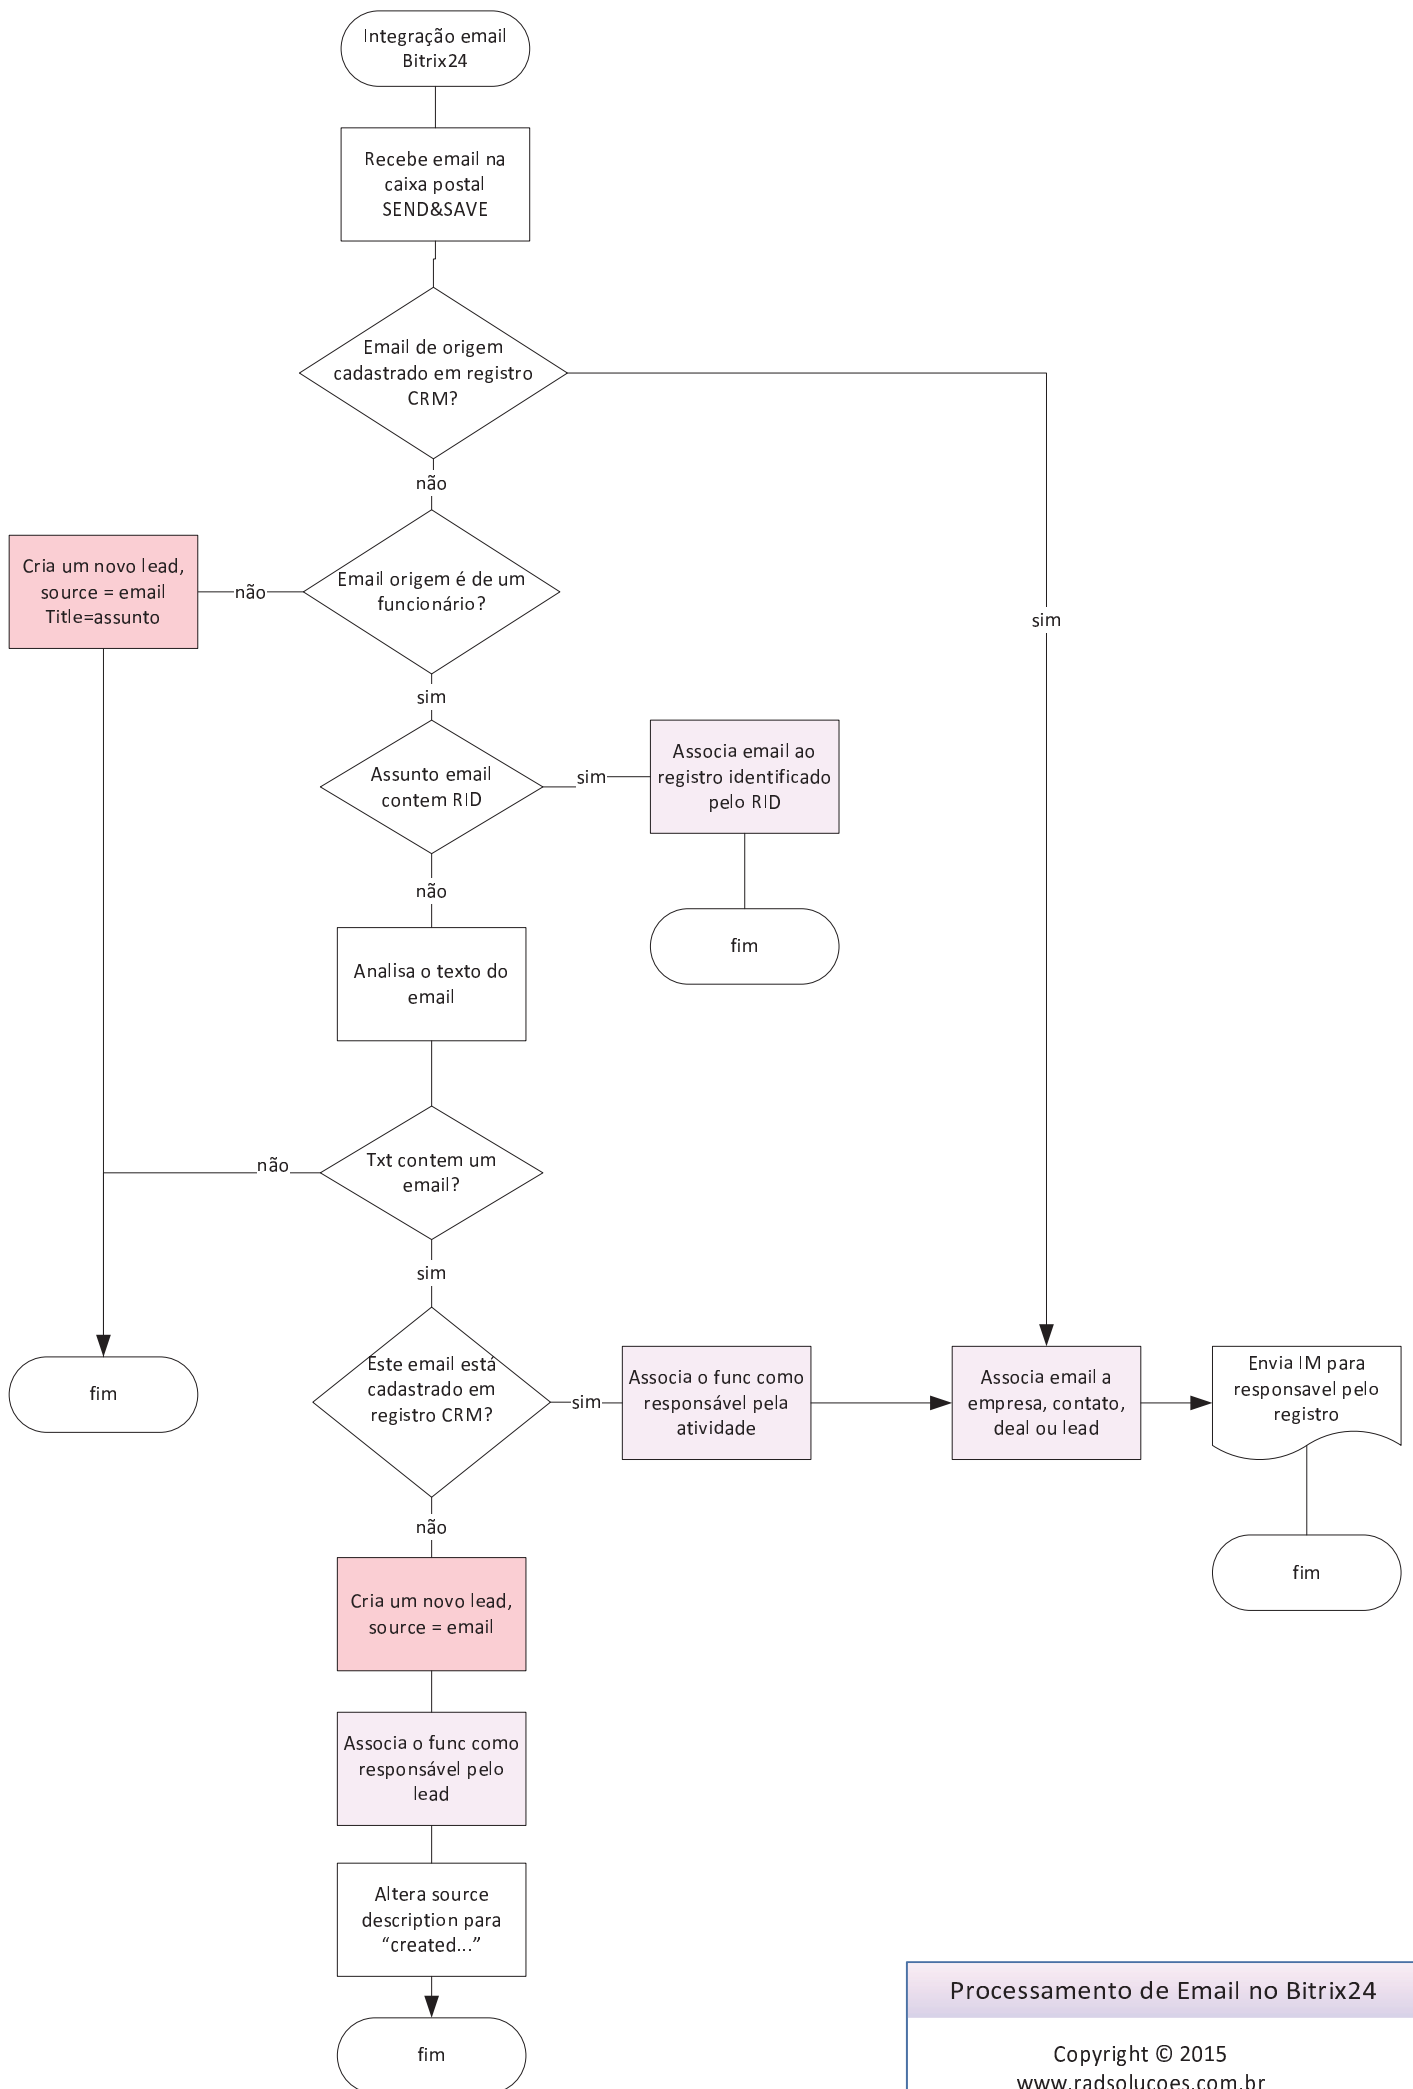 Integração email
Bitrix24
Recebe email na
caixa postal
SEND&SAVE
Email de origem
cadastrado em registro
CRM?
não
sim
Email origem é de um
funcionário?
não
Cria um novo lead,
source = email
Title=assunto
sim
Assunto email
contem RID
sim
Associa email ao
registro identificado
pelo RID
fim
não
Analisa o texto do
email
Txt contem um
email?
não
fim
sim
Este email está
cadastrado em
registro CRM?
sim
Associa o func como
responsável pela
atividade
Associa email a
empresa, contato,
deal ou lead
Envia IM para
responsavel pelo
registro
fim
não
Cria um novo lead,
source = email
Associa o func como
responsável pelo
lead
Altera source
description para
“created...”
fim
Processamento de Email no Bitrix24
Copyright © 2015
www.radsolucoes.com.br